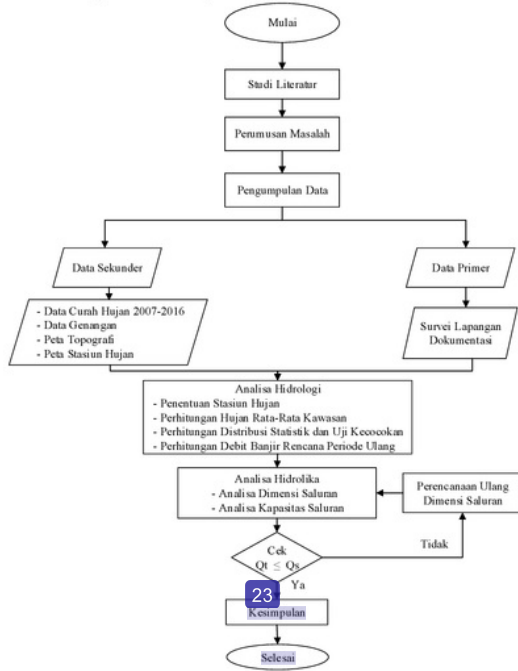 Mulai
Studi Literatur
Perumusan Masalah
Pengumpulan Data
Data Sekunder
Data Primer
- Data Curah Hujan 2007-2016
- Data Genangan
- Peta Topografi
- Peta Stasiun Hujan
Survei Lapangan
Dokumentasi
Analisa Hidrologi
- Penentuan Stasiun Hujan
- Perhitungan Hujan Rata-Rata Kawasan
- Perhitungan Distribusi Statistik dan Uji Kecocokan
- Perhitungan Debit Banjir Rencana Periode Ulang
Analisa Hidrolika
- Analisa Dimensi Saluran
- Analisa Kapasitas Saluran
Perencanaan Ulang
Dimensi Saluran
Cek
Qt ≤ Qs
Tidak
Ya
23
Kesimpulan
Selesai